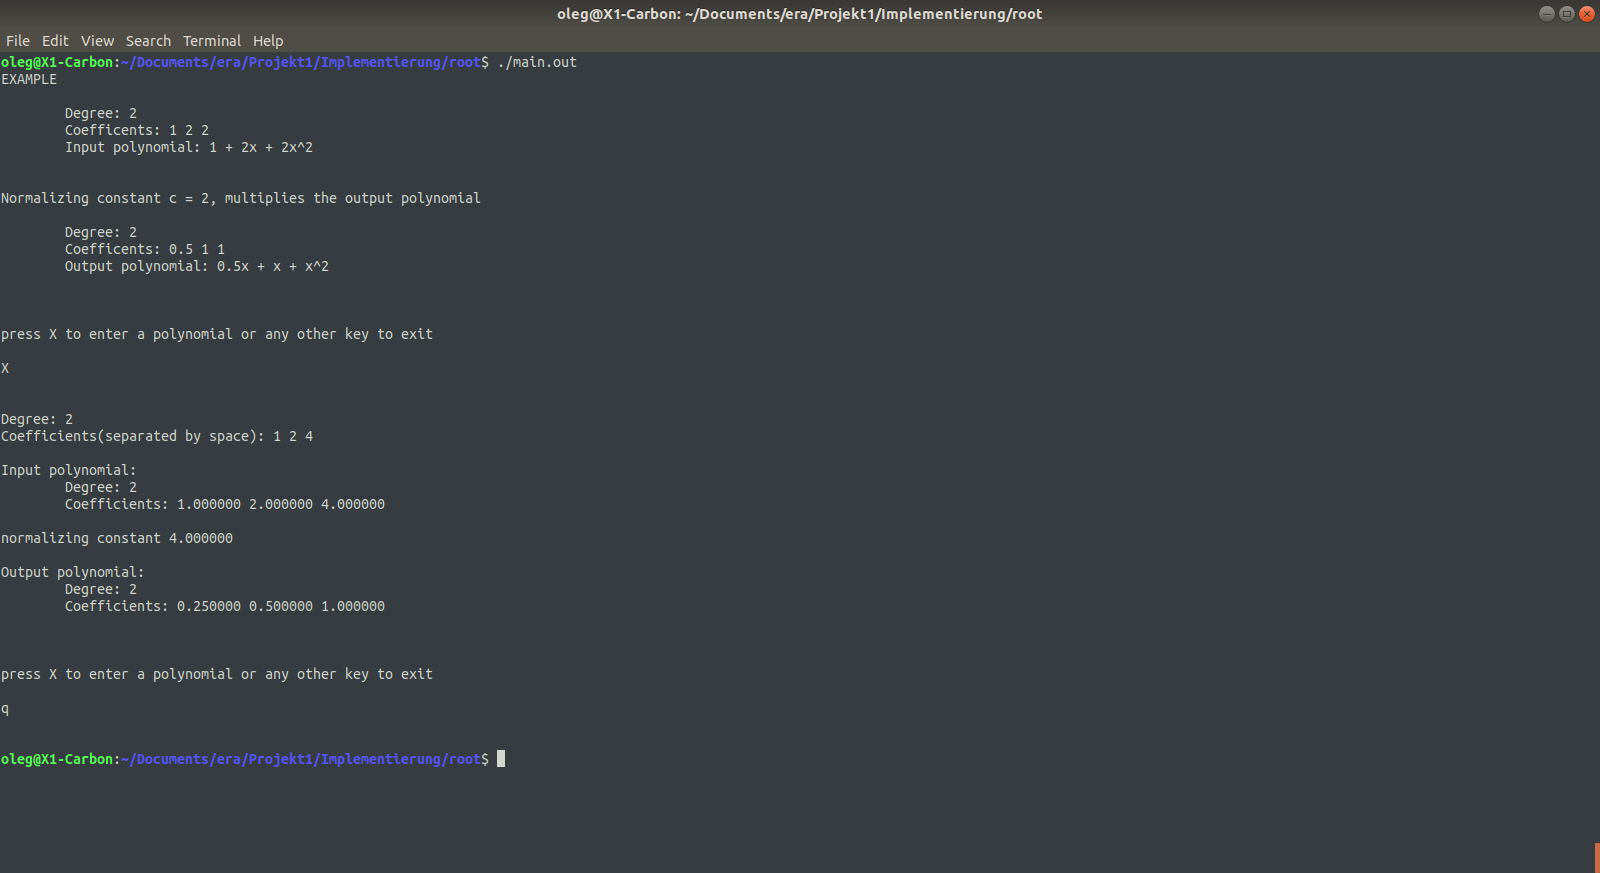 oleg@X1-Carbon: ~/Documents/era/Projekt1/Implementierung/root
File Edit View Search Terminal Help
oleg@X1-Carbon:~/Documents/era/Projekt1/Implementierung/root$ ./main.out
EXAMPLE
Degree: 2
Coefficents: 1 2 2
Input polynomial: 1 + 2x + 2x^2
Normalizing constant c = 2, multiplies the output polynomial
Degree: 2
Coefficents: 0.5 1 1
Output polynomial: 0.5x + x + x^2
press X to enter a polynomial or any other key to exit
X
Degree: 2
Coefficients(separated by space): 1 2 4
Input polynomial:
Degree: 2
Coefficients: 1.000000 2.000000 4.000000
normalizing constant 4.000000
Output polynomial:
Degree: 2
Coefficients: 0.250000 0.500000 1.000000
press X to enter a polynomial or any other key to exit
q
oleg@X1-Carbon:~/Documents/era/Projekt1/Implementierung/root$